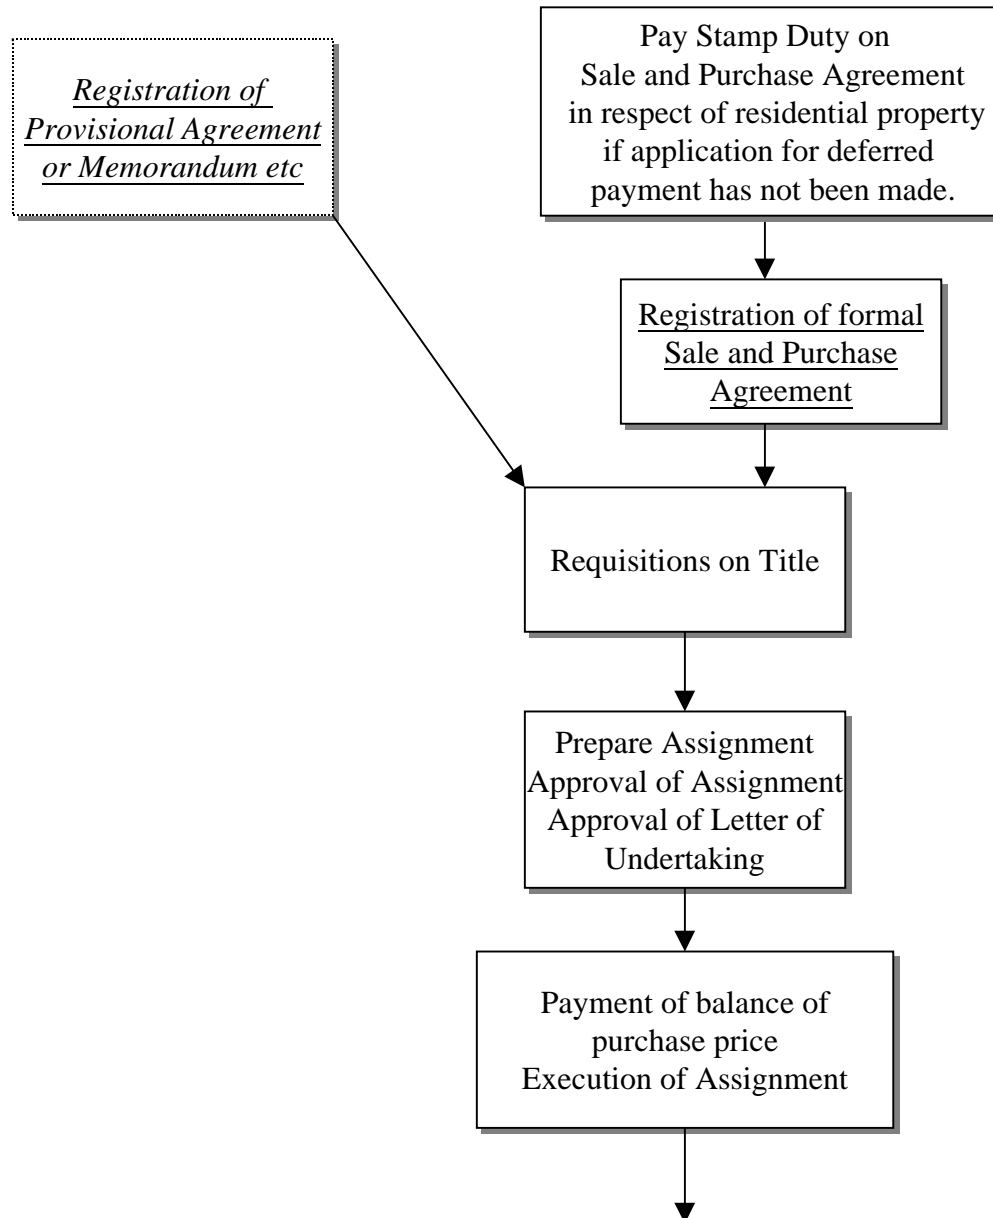 Registration of
Provisional Agreement
or Memorandum etc
Pay Stamp Duty on
Sale and Purchase Agreement
in respect of residential property
if application for deferred
payment has not been made.
Registration of formal
Sale and Purchase
Agreement
Requisitions on Title
Prepare Assignment
Approval of Assignment
Approval of Letter of
Undertaking
Payment of balance of
purchase price
Execution of Assignment